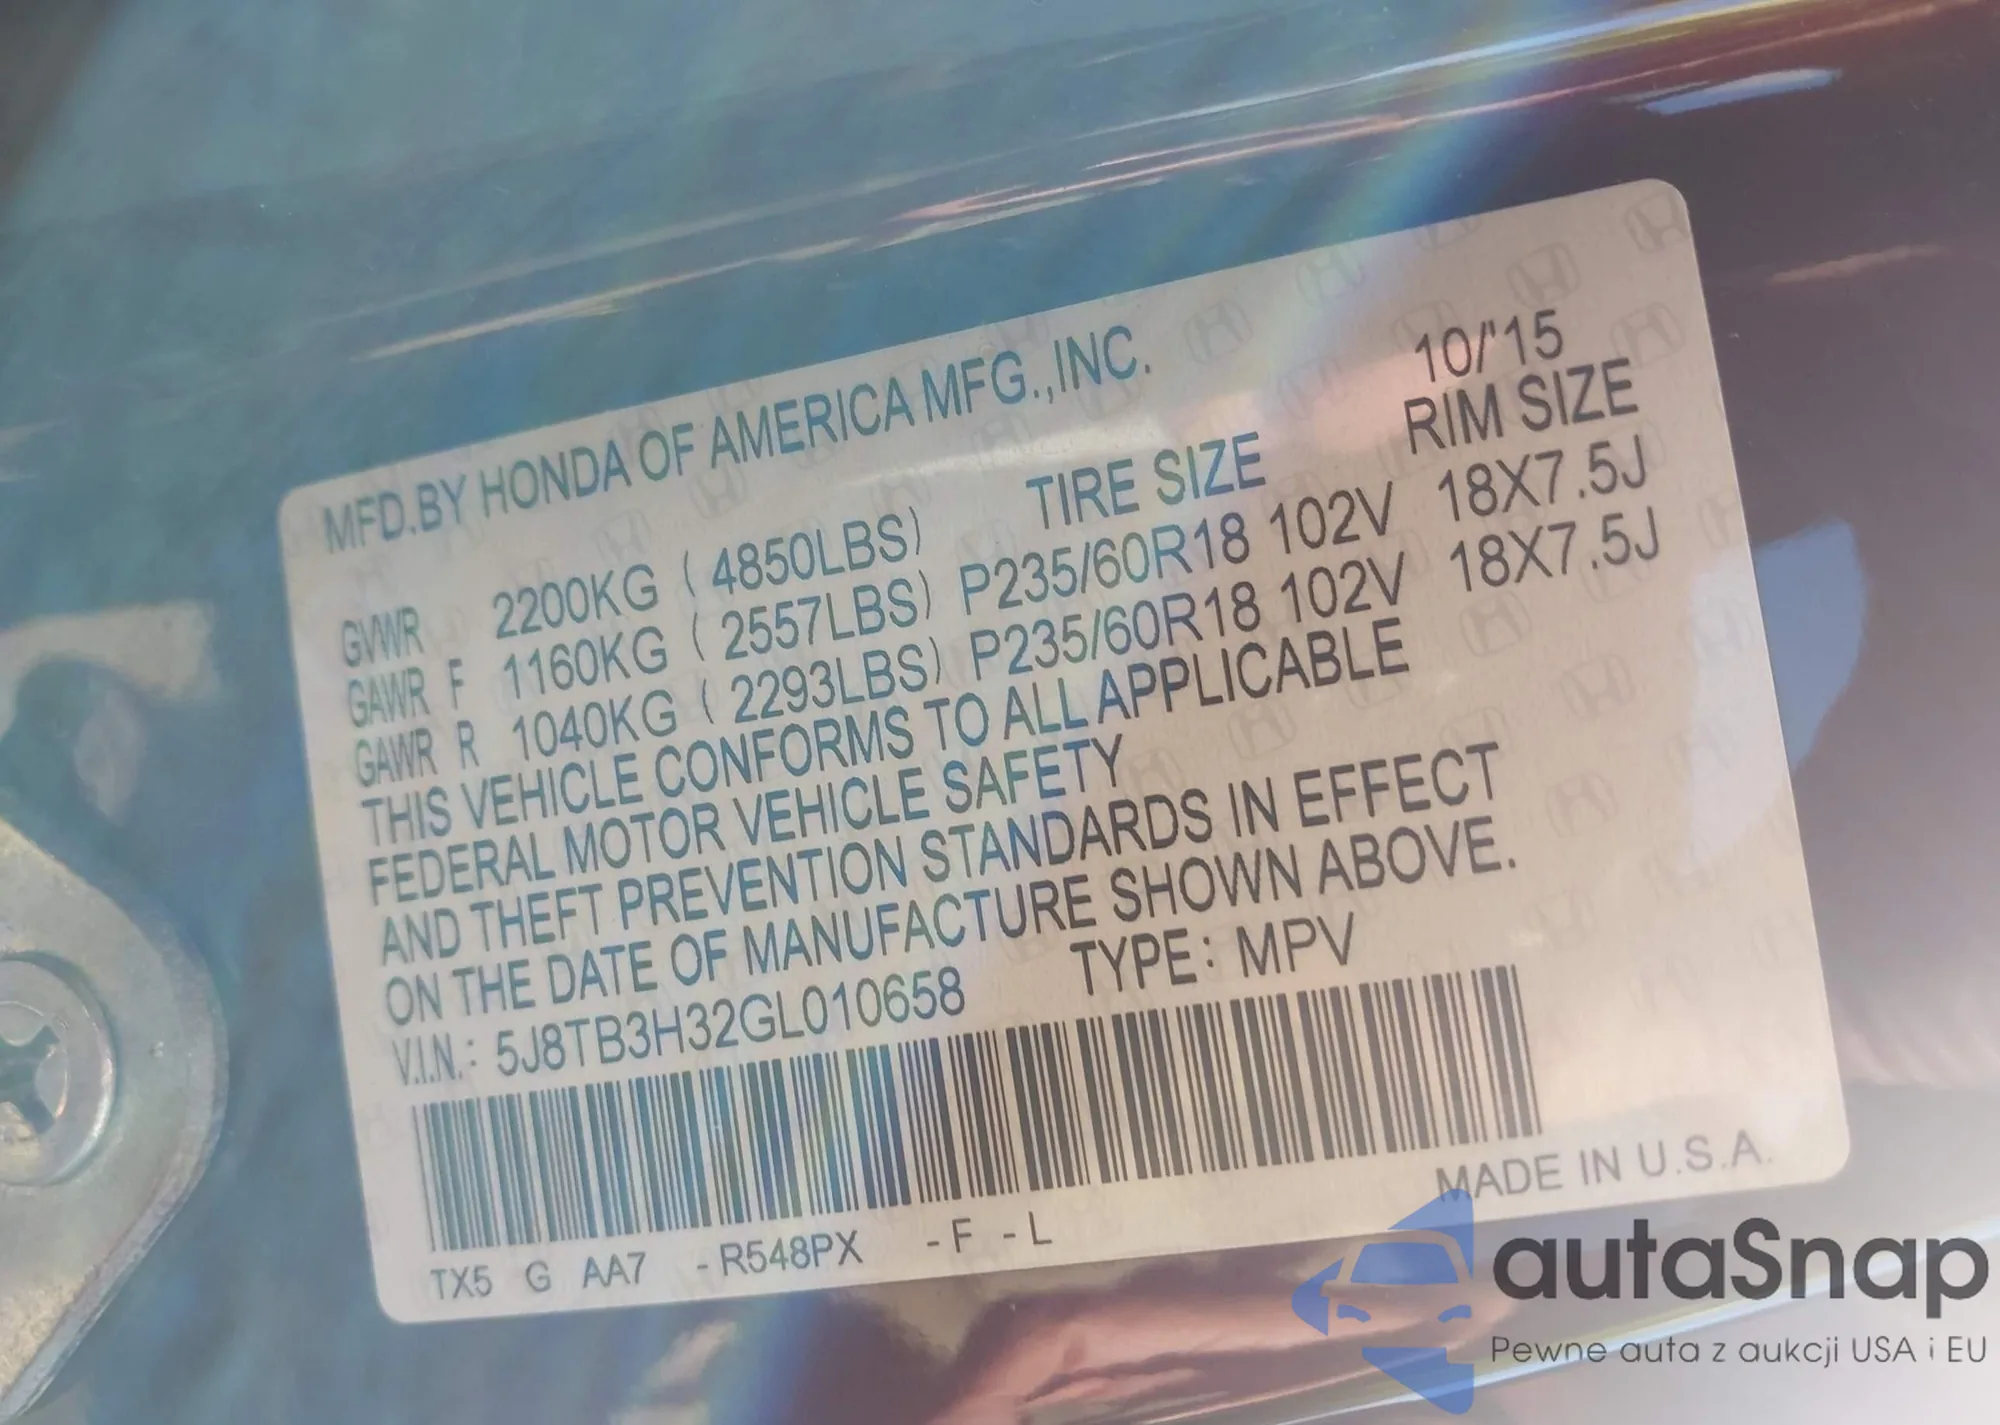 MFD.BY HONDA OF AMERICA MFG.,INC. 10/'15
TIRE SIZE RIM SIZE
GVWR 2200KG ( 4850LBS)
GAWR F 1160KG ( 2557LBS) P235/60R18 102V 18X7.5J
GAWR R 1040KG ( 2293LBS) P235/60R18 102V 18X7.5J
THIS VEHICLE CONFORMS TO ALL APPLICABLE
FEDERAL MOTOR VEHICLE SAFETY
AND THEFT PREVENTION STANDARDS IN EFFECT
ON THE DATE OF MANUFACTURE SHOWN ABOVE.
V.I.N.: 5J8TB3H32GL010658 TYPE: MPV
MADE IN U.S.A.
TX5 G AA7 -R548PX -F -L
autaSnap
Pewne auta z aukcji USA i EU